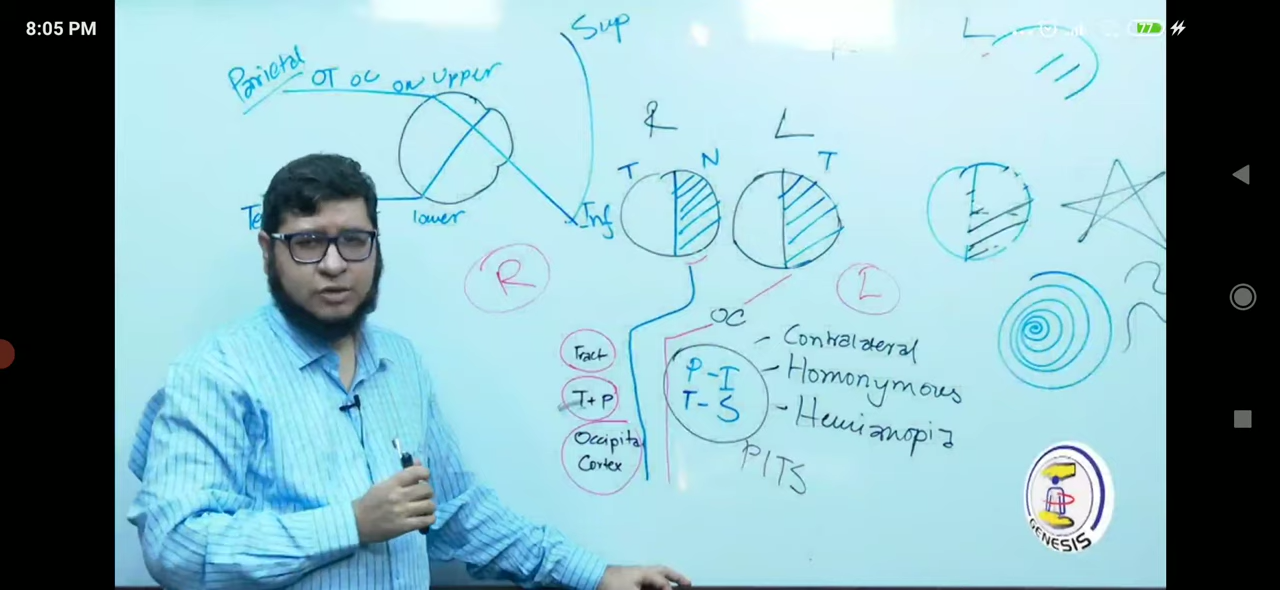 8:05 PM
77
Sup
L
Parietal OT OC on upper
R L
T N T
Te
lower
Inf
R
L
OC
Contralateral
Tract
P - I
Homonymous
T + P
T - S
Hemianopia
Occipital
Cortex
PITS
GENESIS